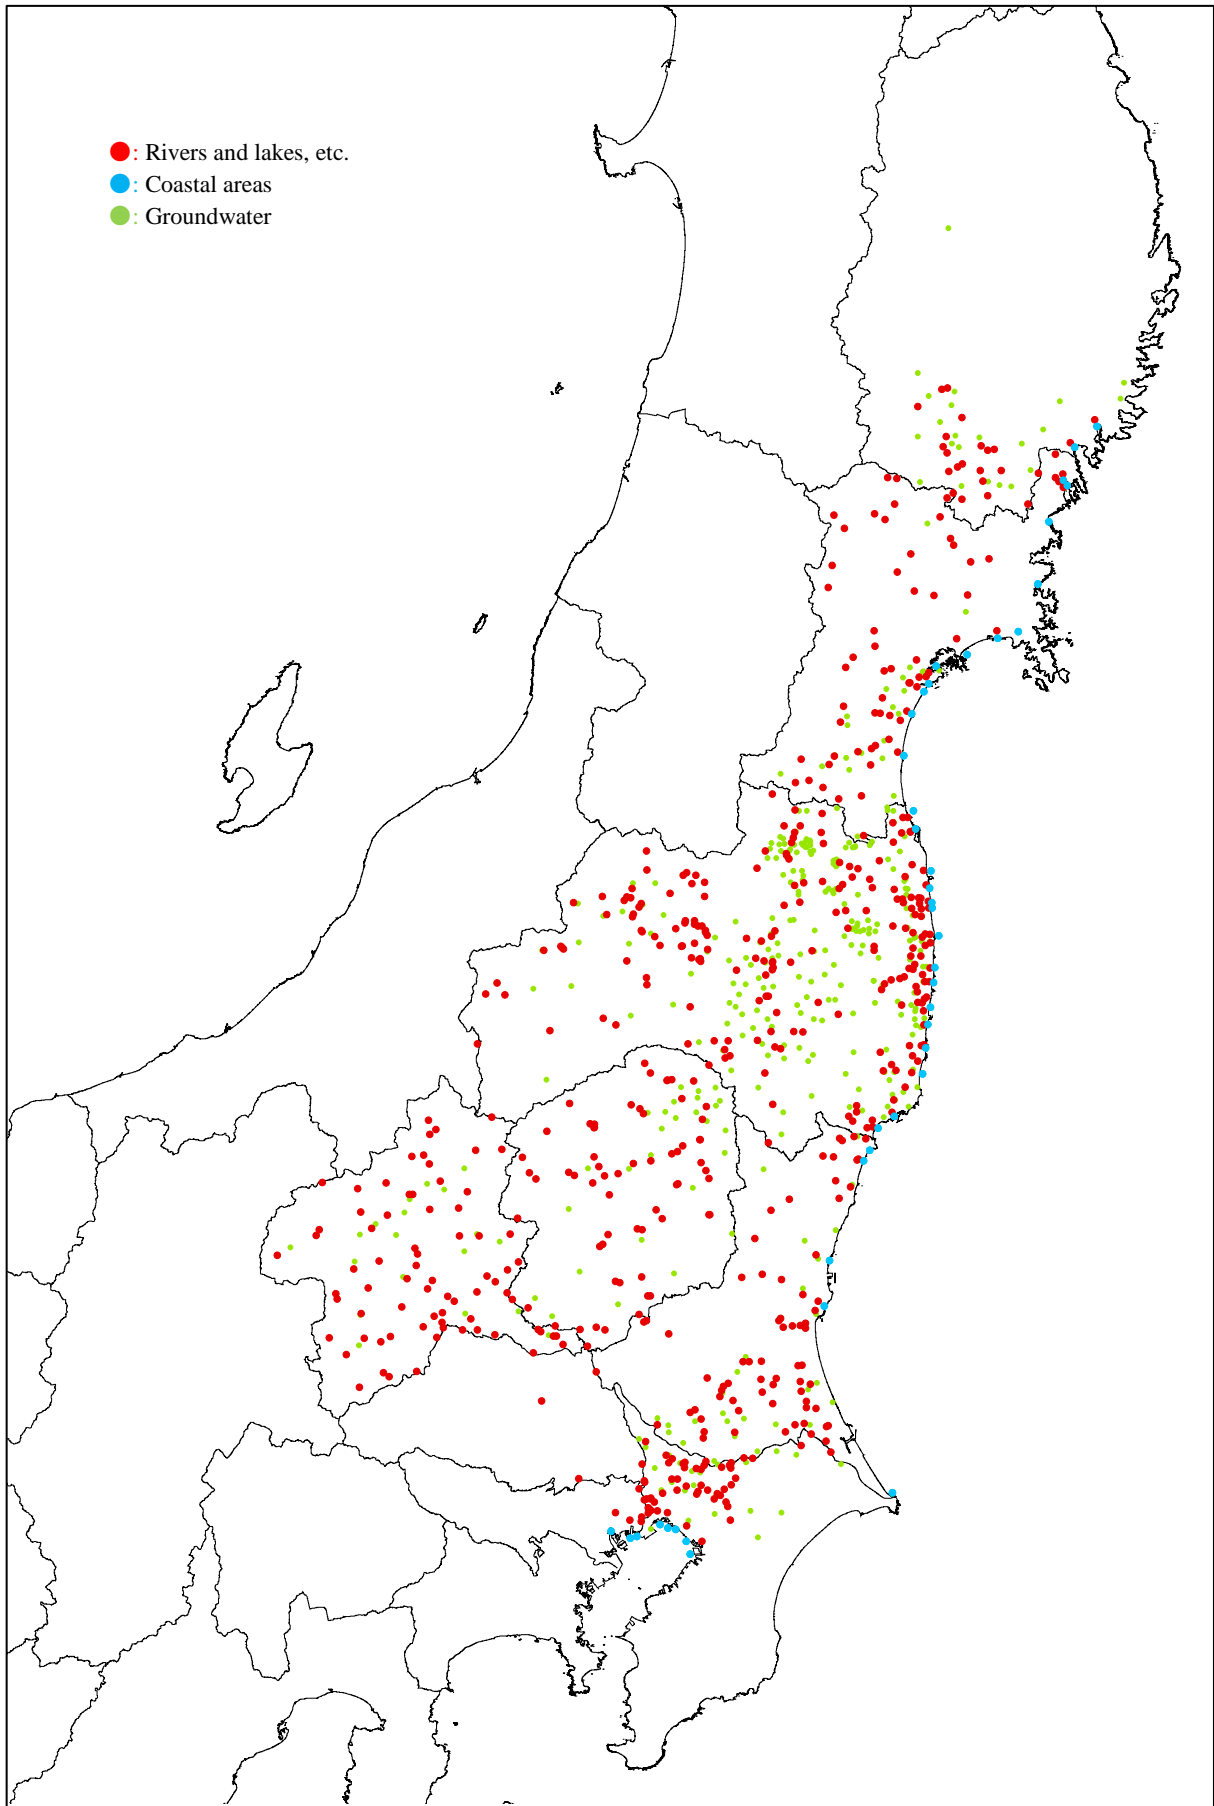 : Rivers and lakes, etc.
: Coastal areas
: Groundwater